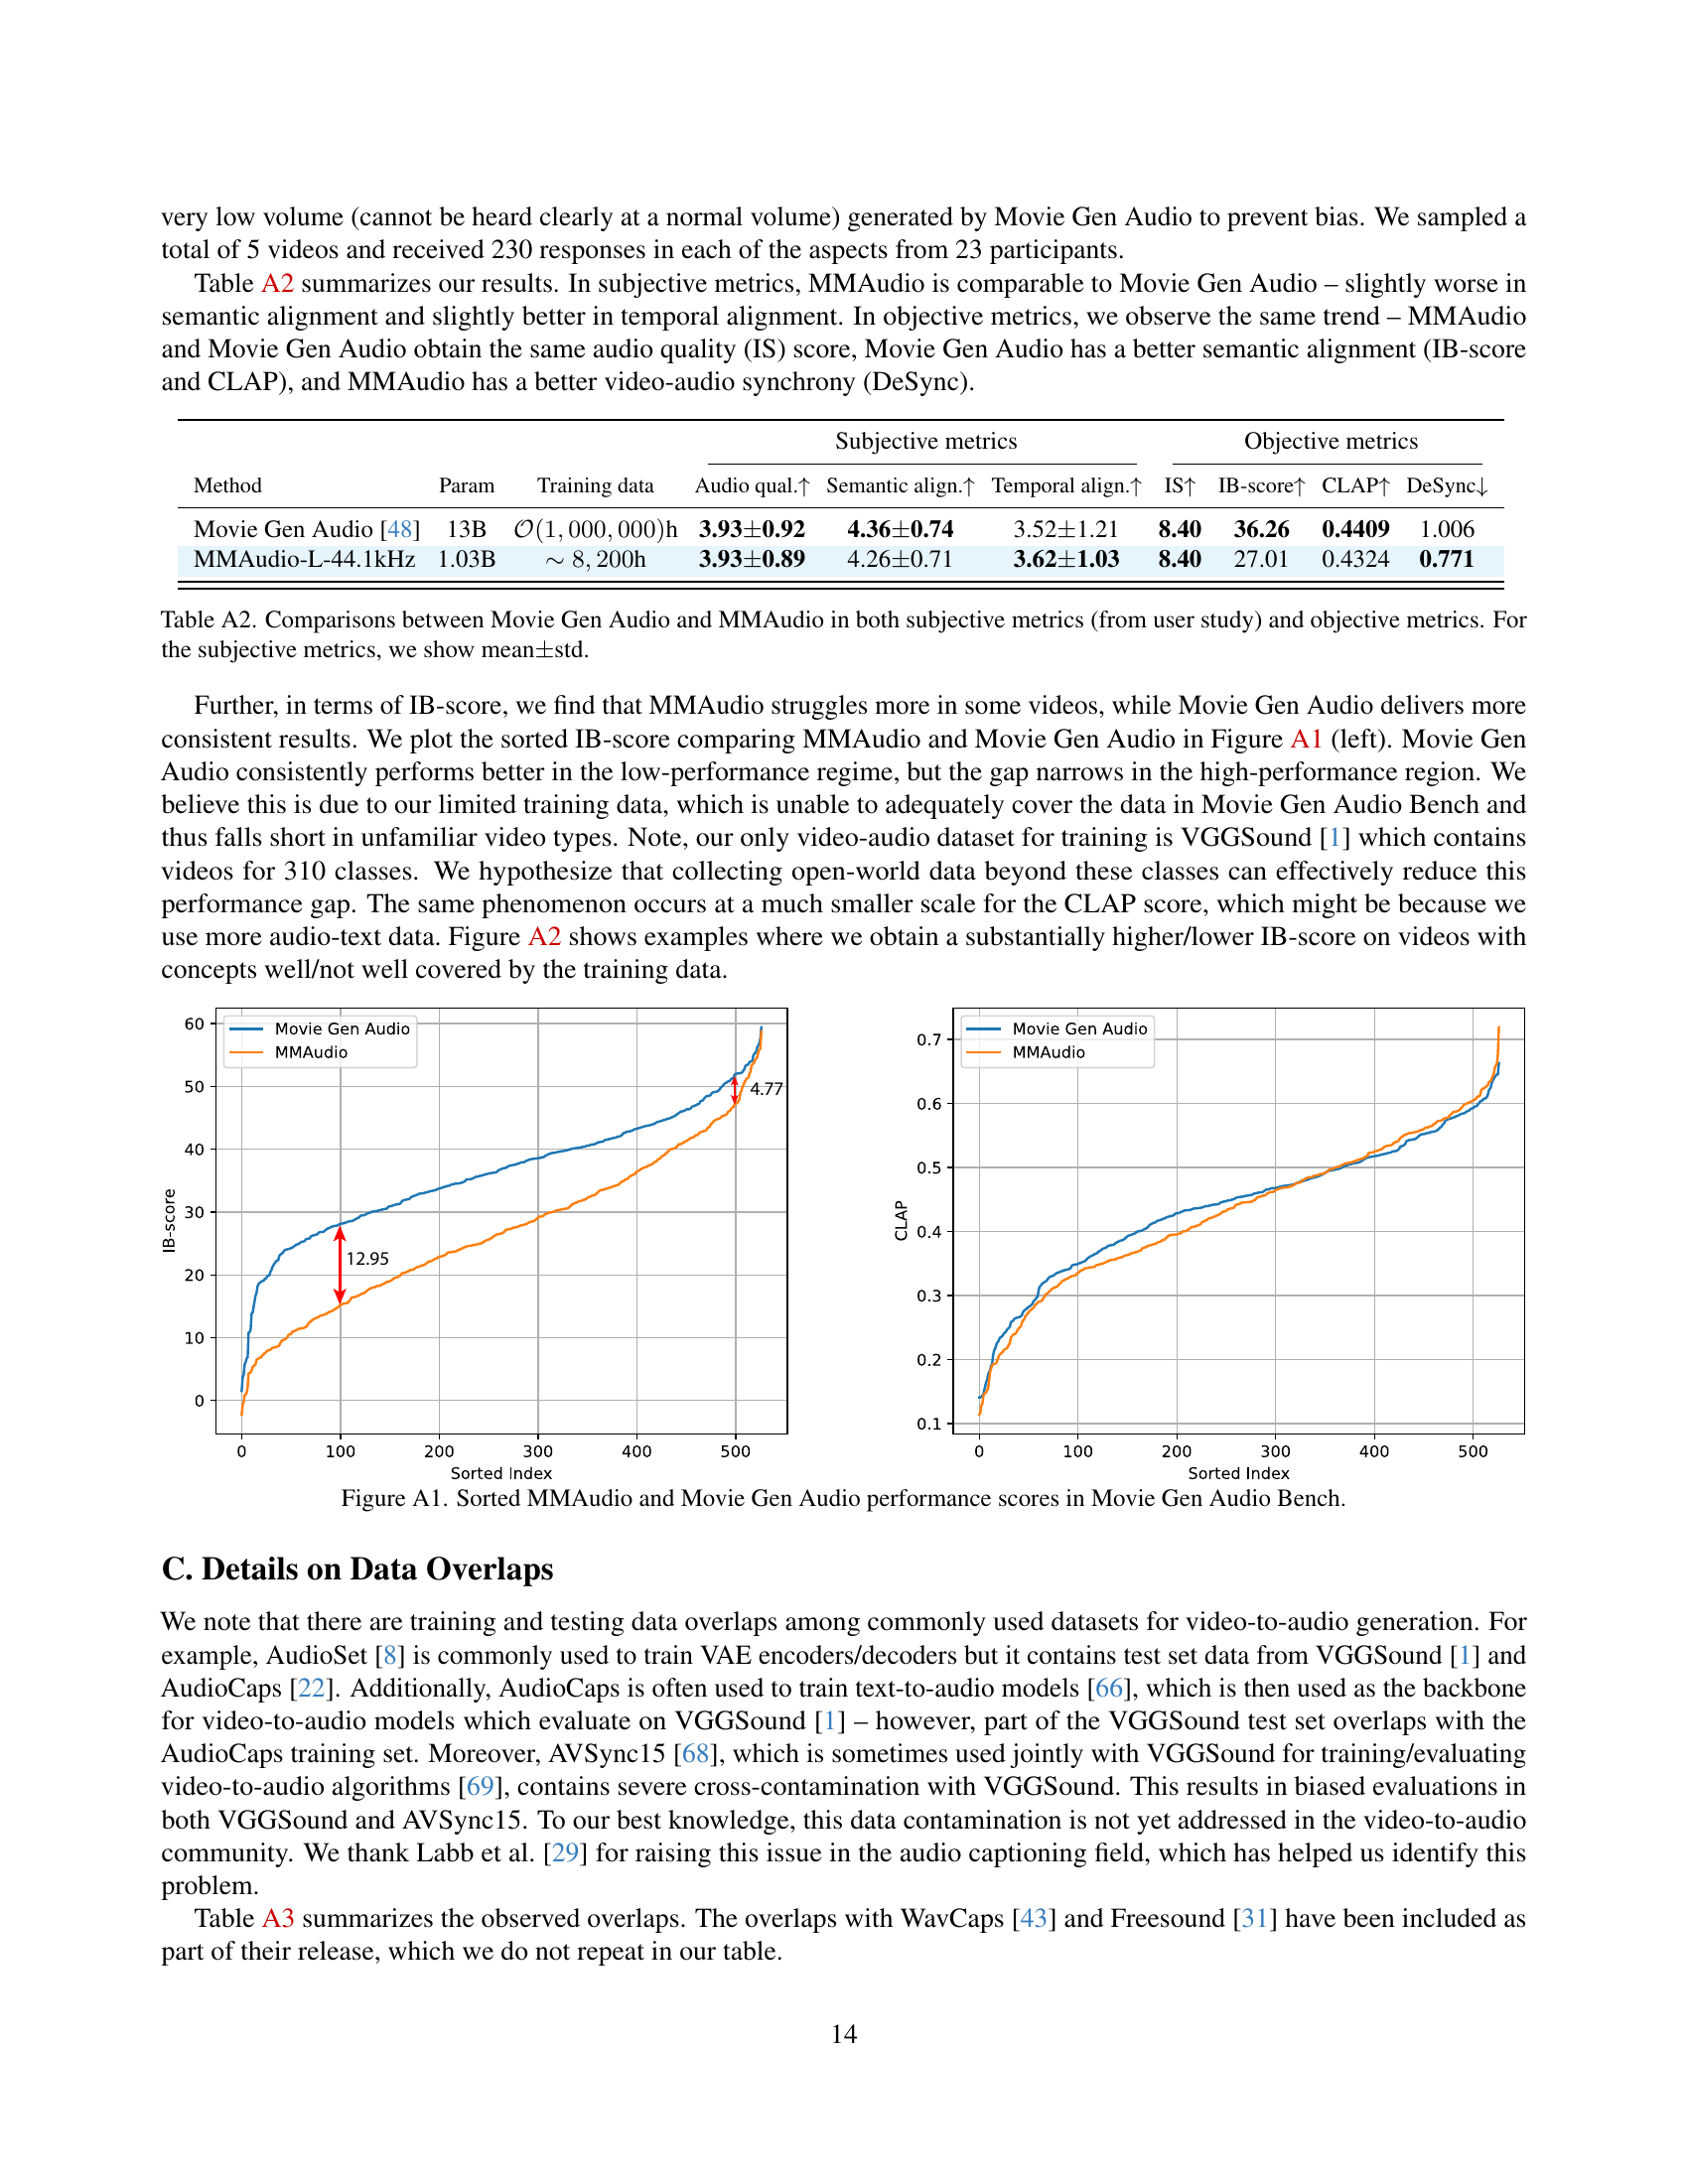 very low volume (cannot be heard clearly at a normal volume) generated by Movie Gen Audio to prevent bias. We sampled a
total of 5 videos and received 230 responses in each of the aspects from 23 participants.
Table A2 summarizes our results. In subjective metrics, MMAudio is comparable to Movie Gen Audio – slightly worse in
semantic alignment and slightly better in temporal alignment. In objective metrics, we observe the same trend – MMAudio
and Movie Gen Audio obtain the same audio quality (IS) score, Movie Gen Audio has a better semantic alignment (IB-score
and CLAP), and MMAudio has a better video-audio synchrony (DeSync).
Subjective metrics Objective metrics
Method Param Training data Audio qual.↑ Semantic align.↑ Temporal align.↑ IS↑ IB-score↑ CLAP↑ DeSync↓
Movie Gen Audio [48] 13B O(1,000,000)h 3.93±0.92 4.36±0.74 3.52±1.21 8.40 36.26 0.4409 1.006
MMAudio-L-44.1kHz 1.03B ∼ 8,200h 3.93±0.89 4.26±0.71 3.62±1.03 8.40 27.01 0.4324 0.771
Table A2. Comparisons between Movie Gen Audio and MMAudio in both subjective metrics (from user study) and objective metrics. For
the subjective metrics, we show mean±std.
Further, in terms of IB-score, we find that MMAudio struggles more in some videos, while Movie Gen Audio delivers more
consistent results. We plot the sorted IB-score comparing MMAudio and Movie Gen Audio in Figure A1 (left). Movie Gen
Audio consistently performs better in the low-performance regime, but the gap narrows in the high-performance region. We
believe this is due to our limited training data, which is unable to adequately cover the data in Movie Gen Audio Bench and
thus falls short in unfamiliar video types. Note, our only video-audio dataset for training is VGGSound [1] which contains
videos for 310 classes. We hypothesize that collecting open-world data beyond these classes can effectively reduce this
performance gap. The same phenomenon occurs at a much smaller scale for the CLAP score, which might be because we
use more audio-text data. Figure A2 shows examples where we obtain a substantially higher/lower IB-score on videos with
concepts well/not well covered by the training data.
Movie Gen Audio
MMAudio
60
50
40
30
20
10
0
IB-score
12.95
4.77
0 100 200 300 400 500
Sorted Index
Movie Gen Audio
MMAudio
0.7
0.6
0.5
0.4
0.3
0.2
0.1
CLAP
0 100 200 300 400 500
Sorted Index
Figure A1. Sorted MMAudio and Movie Gen Audio performance scores in Movie Gen Audio Bench.
C. Details on Data Overlaps
We note that there are training and testing data overlaps among commonly used datasets for video-to-audio generation. For
example, AudioSet [8] is commonly used to train VAE encoders/decoders but it contains test set data from VGGSound [1] and
AudioCaps [22]. Additionally, AudioCaps is often used to train text-to-audio models [66], which is then used as the backbone
for video-to-audio models which evaluate on VGGSound [1] – however, part of the VGGSound test set overlaps with the
AudioCaps training set. Moreover, AVSync15 [68], which is sometimes used jointly with VGGSound for training/evaluating
video-to-audio algorithms [69], contains severe cross-contamination with VGGSound. This results in biased evaluations in
both VGGSound and AVSync15. To our best knowledge, this data contamination is not yet addressed in the video-to-audio
community. We thank Labb et al. [29] for raising this issue in the audio captioning field, which has helped us identify this
problem.
Table A3 summarizes the observed overlaps. The overlaps with WavCaps [43] and Freesound [31] have been included as
part of their release, which we do not repeat in our table.
14